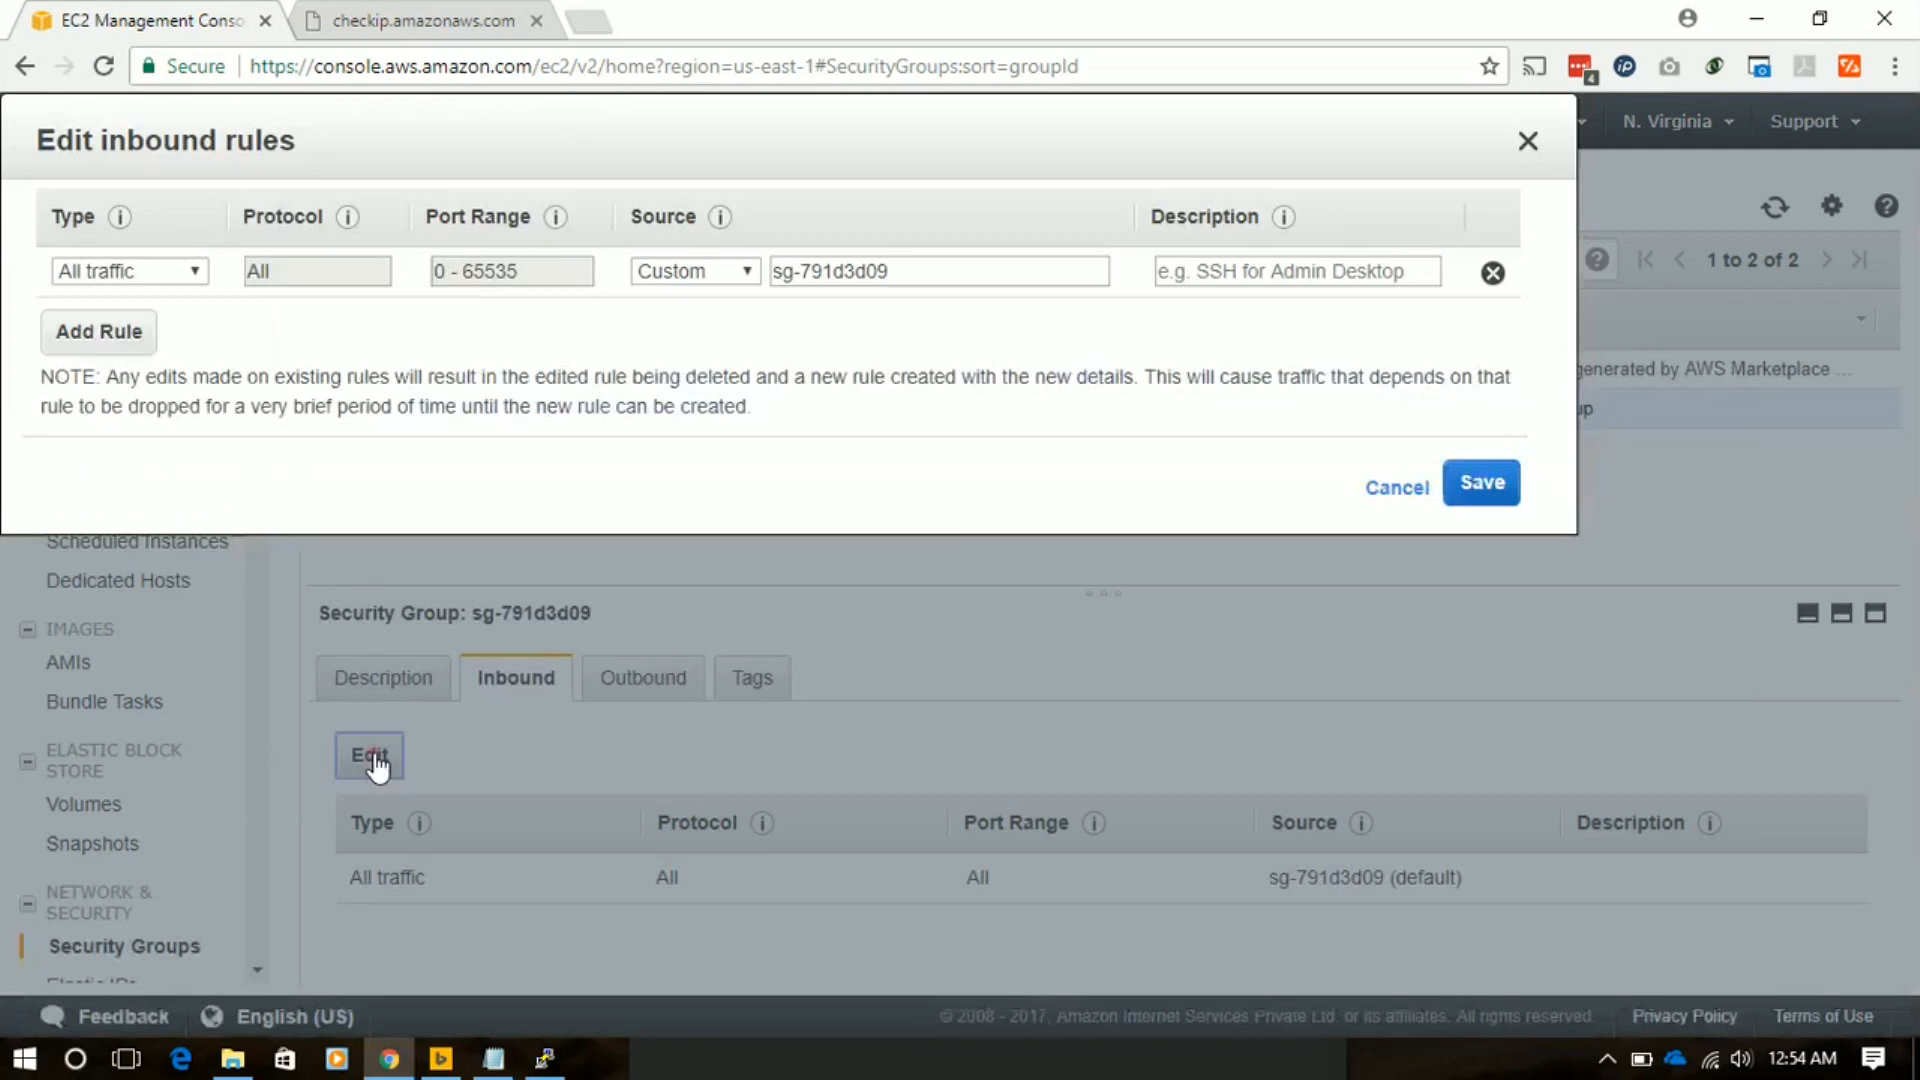 EC2 Management Conso
checkip.amazonaws.com
Secure
https://console.aws.amazon.com/ec2/v2/home?region=us-east-1#SecurityGroups:sort=groupId
4
Edit inbound rules
N. Virginia
Support
Type
Protocol
Port Range
Source
Description
All traffic
All
0 - 65535
Custom
sg-791d3d09
e.g. SSH for Admin Desktop
1 to 2 of 2
Add Rule
NOTE: Any edits made on existing rules will result in the edited rule being deleted and a new rule created with the new details. This will cause traffic that depends on that
rule to be dropped for a very brief period of time until the new rule can be created.
generated by AWS Marketplace ...
up
Cancel
Save
Scheduled Instances
Dedicated Hosts
IMAGES
AMIs
Bundle Tasks
ELASTIC BLOCK
STORE
Volumes
Snapshots
NETWORK &
SECURITY
Security Groups
Elastic IPs
Security Group: sg-791d3d09
Description
Inbound
Outbound
Tags
Edit
Type
Protocol
Port Range
Source
Description
All traffic
All
All
sg-791d3d09 (default)
Feedback
English (US)
© 2008 - 2017, Amazon Internet Services Private Ltd. or its affiliates. All rights reserved.
Privacy Policy
Terms of Use
12:54 AM